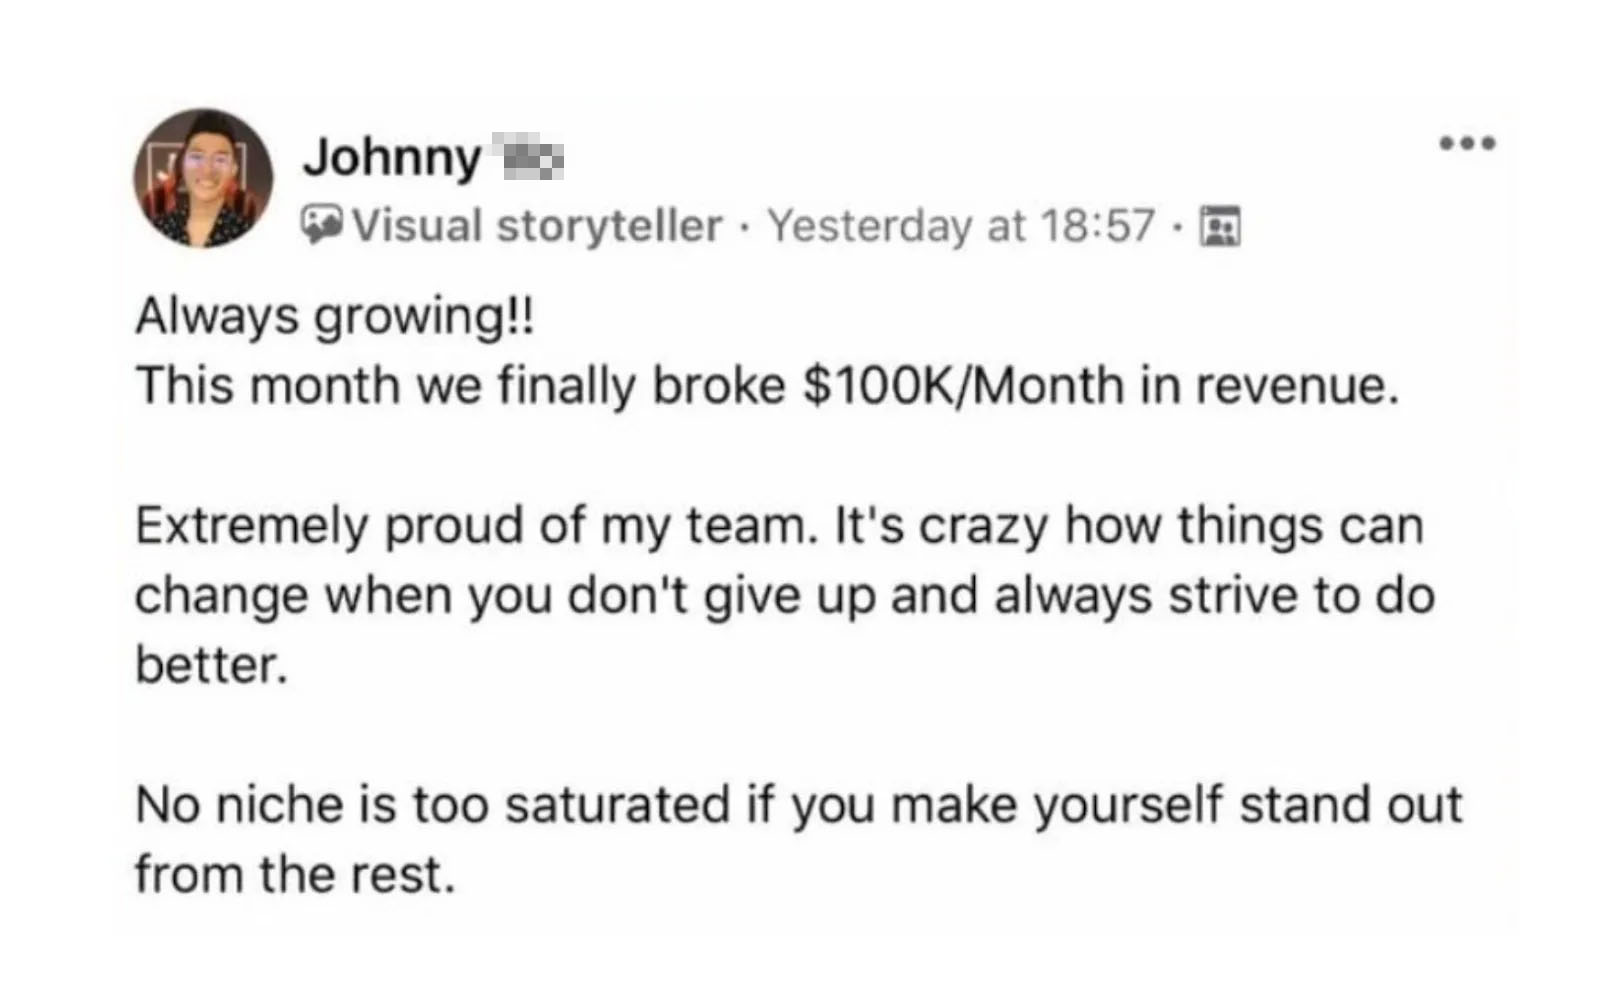 Johnny
Visual storyteller · Yesterday at 18:57 ·
Always growing!!
This month we finally broke $100K/Month in revenue.
Extremely proud of my team. It's crazy how things can
change when you don't give up and always strive to do
better.
No niche is too saturated if you make yourself stand out
from the rest.